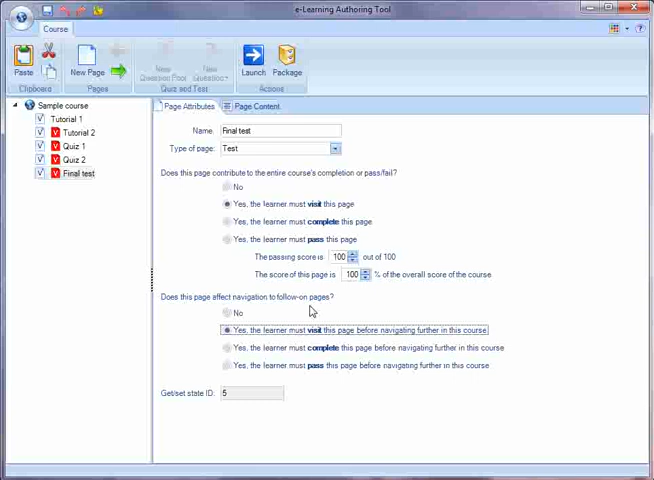 e-Learning Authoring Tool
Course
Paste
New Page
New Question Pool
New Question
Launch
Package
Clipboard
Pages
Quiz and Test
Actions
Sample course
Tutorial 1
Tutorial 2
Quiz 1
Quiz 2
Final test
Page Attributes
Page Content
Name: Final test
Type of page: Test
Does this page contribute to the entire course's completion or pass/fail?
No
Yes, the learner must visit this page
Yes, the learner must complete this page
Yes, the learner must pass this page
The passing score is 100 out of 100
The score of this page is 100 % of the overall score of the course
Does this page affect navigation to follow-on pages?
No
Yes, the learner must visit this page before navigating further in this course.
Yes, the learner must complete this page before navigating further in this course
Yes, the learner must pass this page before navigating further in this course
Get/set state ID: 5